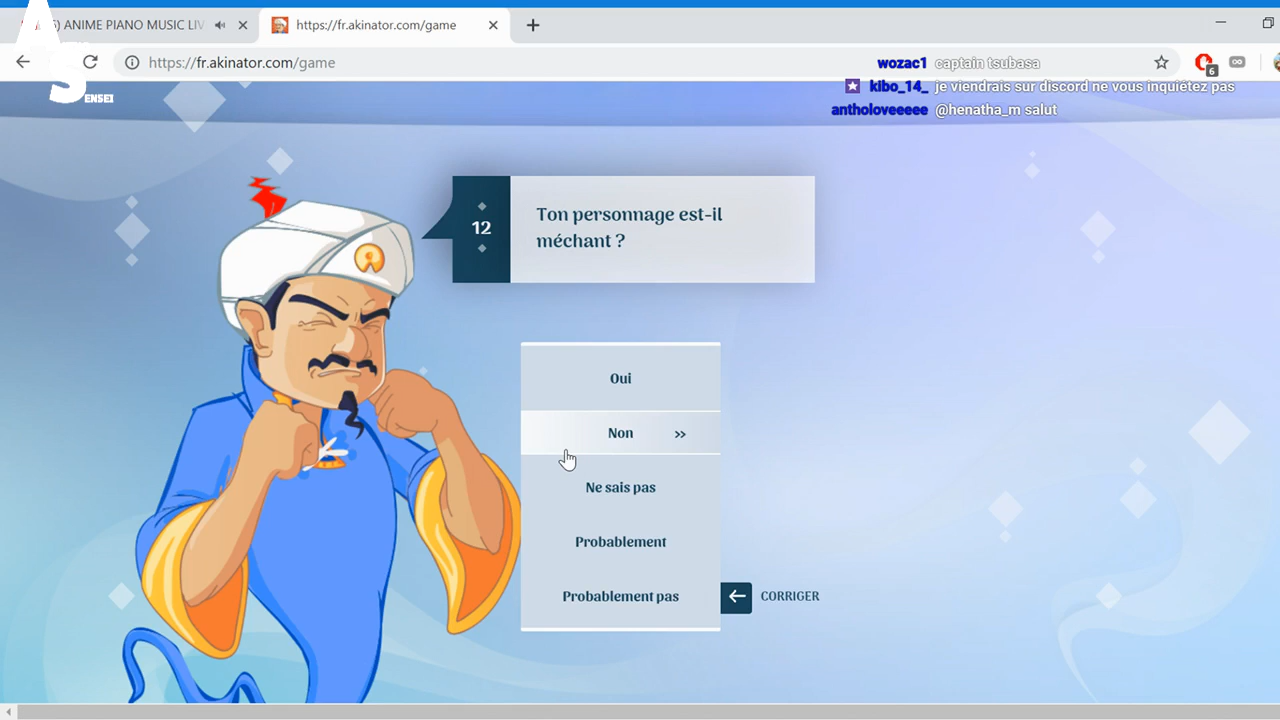 ANIME PIANO MUSIC LIV
https://fr.akinator.com/game
https://fr.akinator.com/game
6
A
SENSEI
wozac1 captain tsubasa
kibo_14_ je viendrais sur discord ne vous inquiétez pas
antholoveeeee @henatha_m salut
12
Ton personnage est-il
méchant ?
Oui
Non
Ne sais pas
Probablement
Probablement pas
CORRIGER